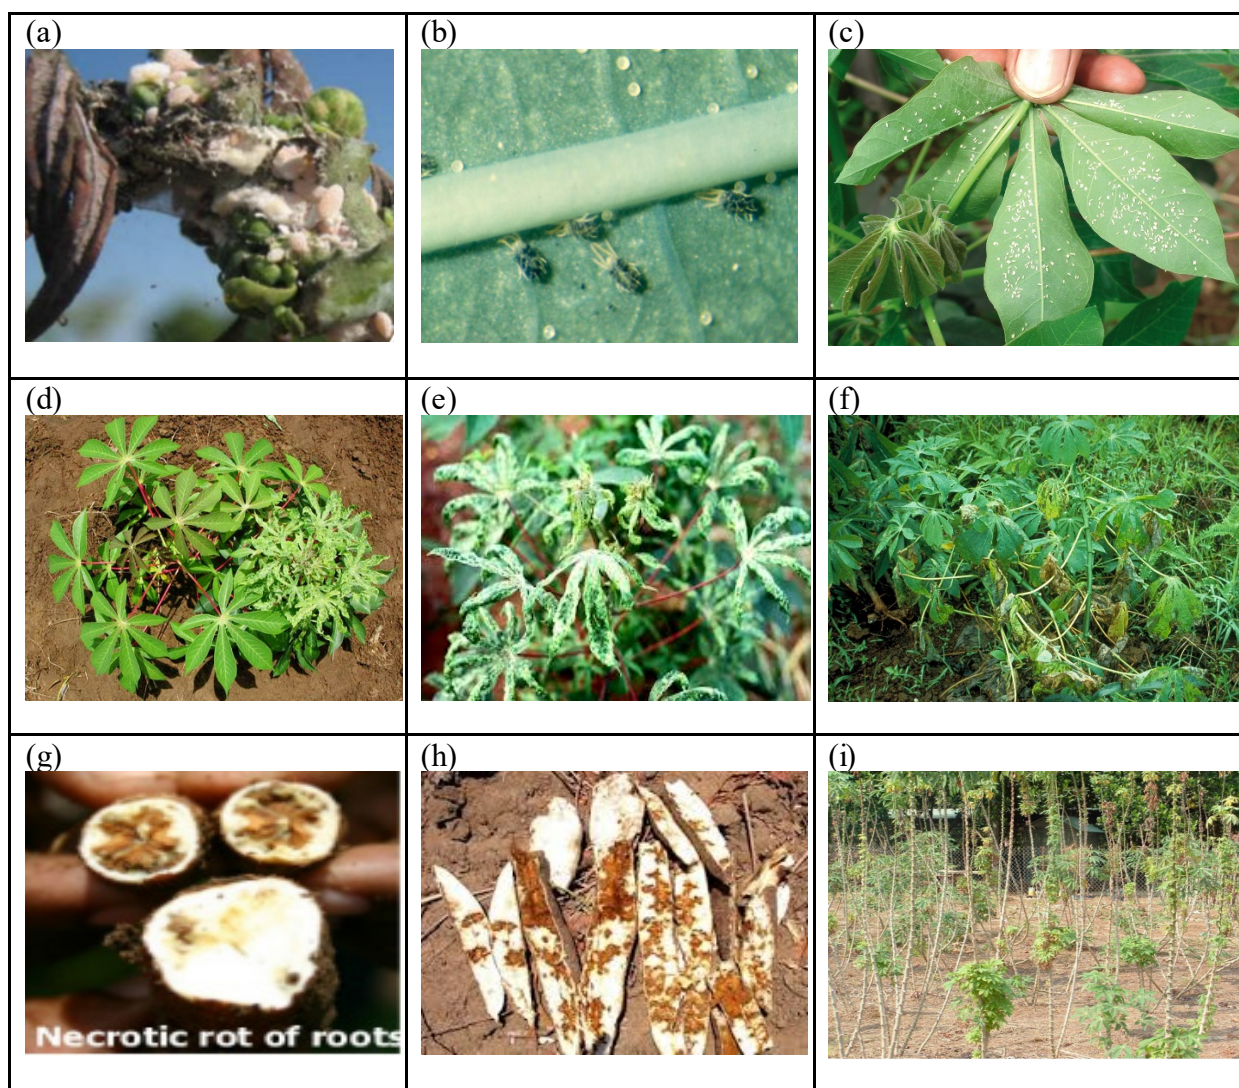 (a)
(b)
(c)
(d)
(e)
(f)
(g)
Necrotic rot of roots
(h)
(i)